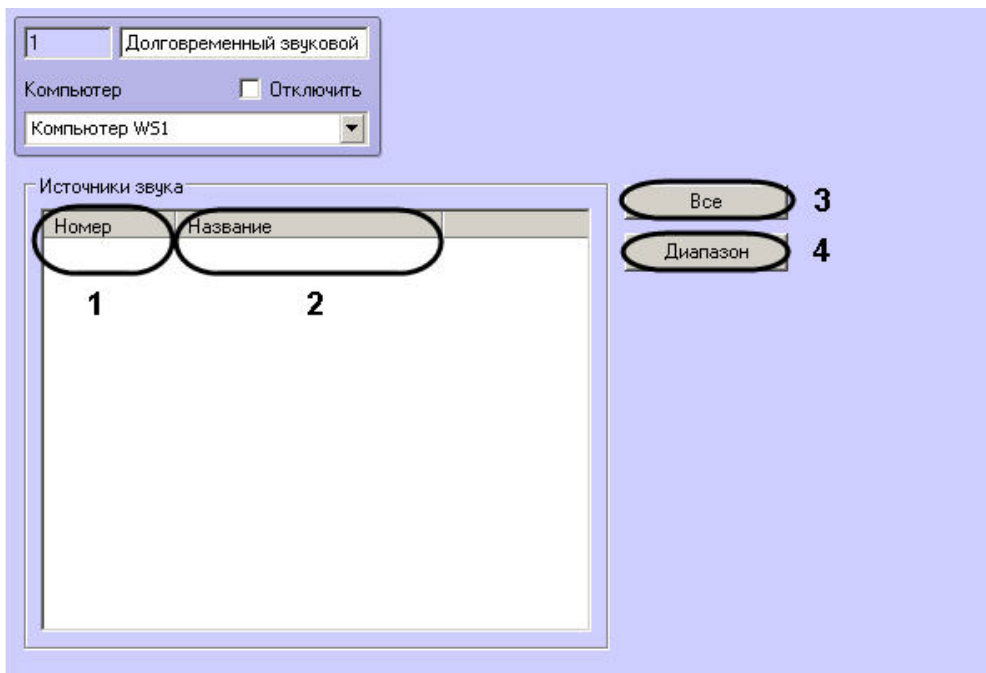 1 Долговременный звуковой
Компьютер Отключить
Компьютер WS1
Источники звука
Номер Название
Все 3
Диапазон 4
1 2